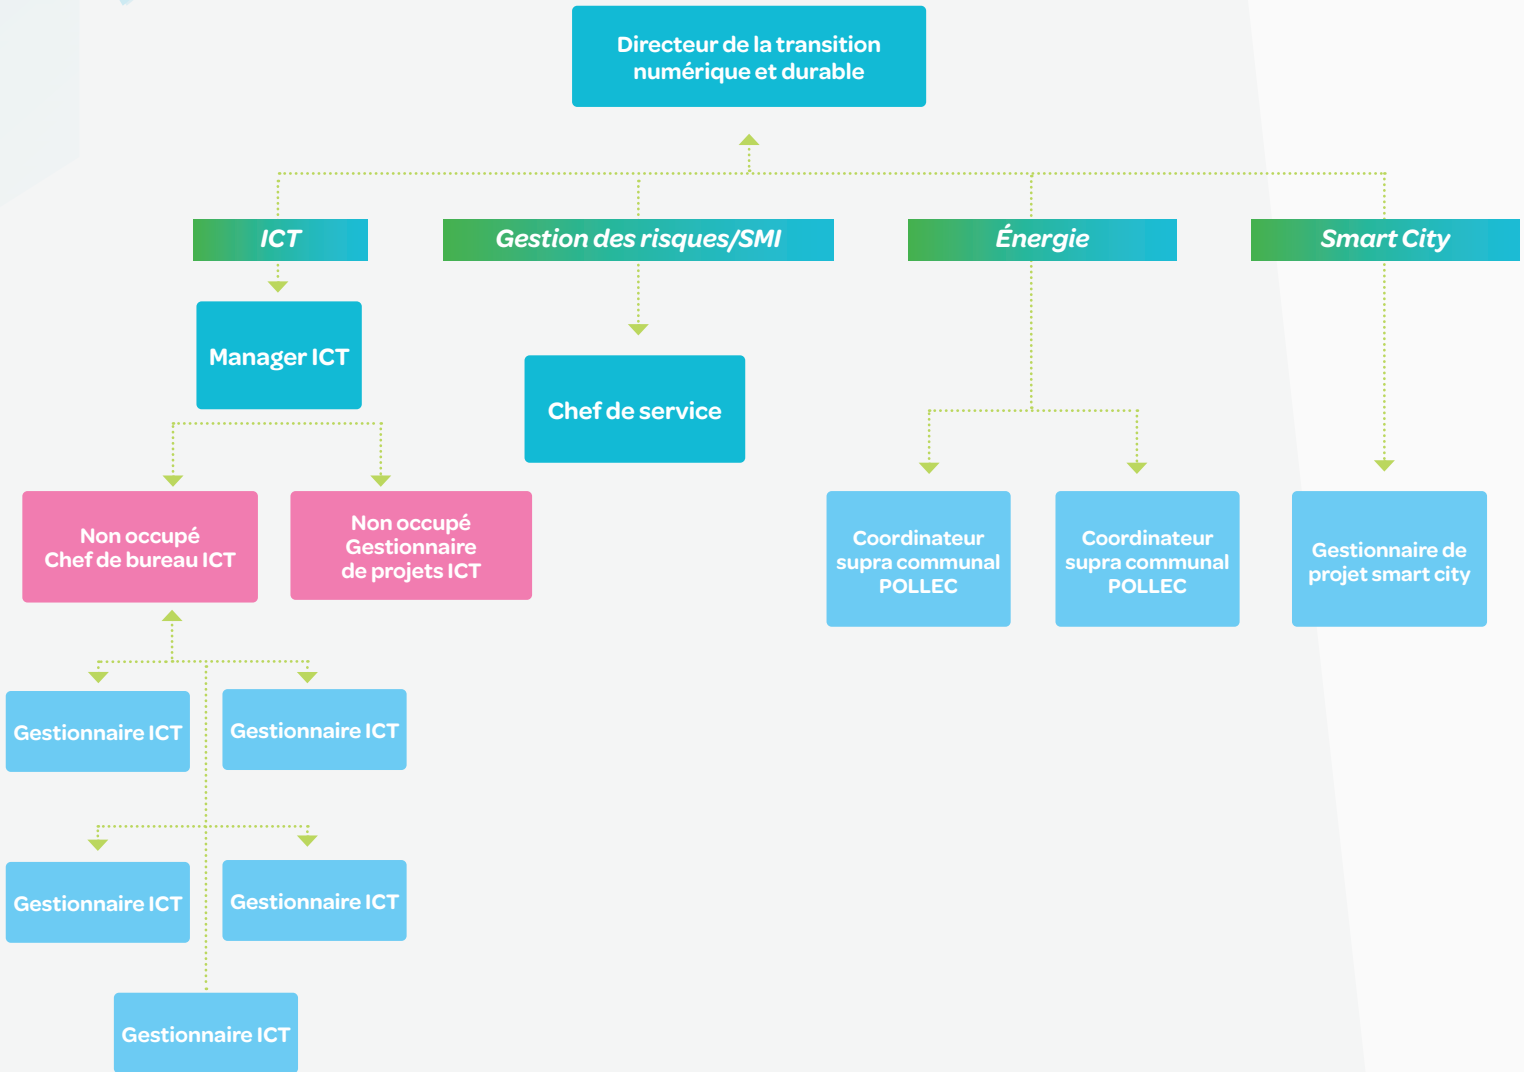 Directeur de la transition
numérique et durable
ICT
Gestion des risques/SMI
Énergie
Smart City
Manager ICT
Chef de service
Non occupé
Chef de bureau ICT
Non occupé
Gestionnaire
de projets ICT
Coordinateur
supra communal
POLLEC
Coordinateur
supra communal
POLLEC
Gestionnaire de
projet smart city
Gestionnaire ICT
Gestionnaire ICT
Gestionnaire ICT
Gestionnaire ICT
Gestionnaire ICT